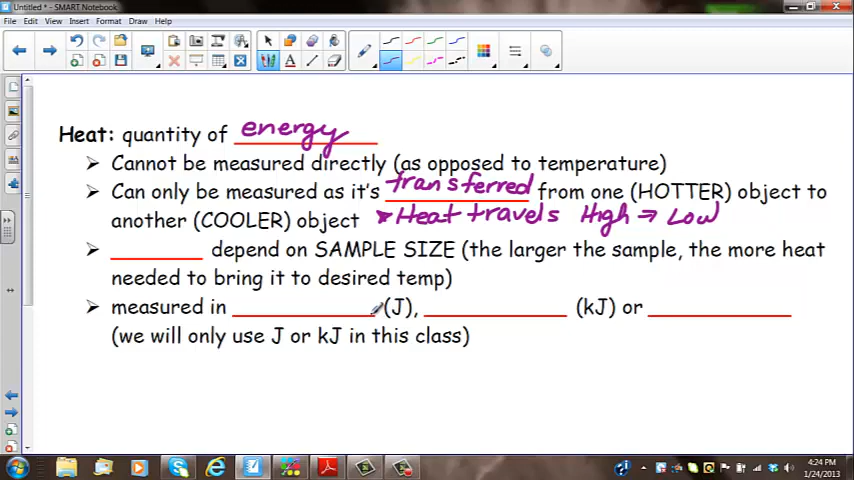 Untitled * - SMART Notebook
File Edit View Insert Format Draw Help
Heat: quantity of energy
➢ Cannot be measured directly (as opposed to temperature)
➢ Can only be measured as it's transferred from one (HOTTER) object to
another (COOLER) object * Heat travels High → Low
➢ ________ depend on SAMPLE SIZE (the larger the sample, the more heat
needed to bring it to desired temp)
➢ measured in ________ (J), ________ (kJ) or ________
(we will only use J or kJ in this class)
4:24 PM
1/24/2013